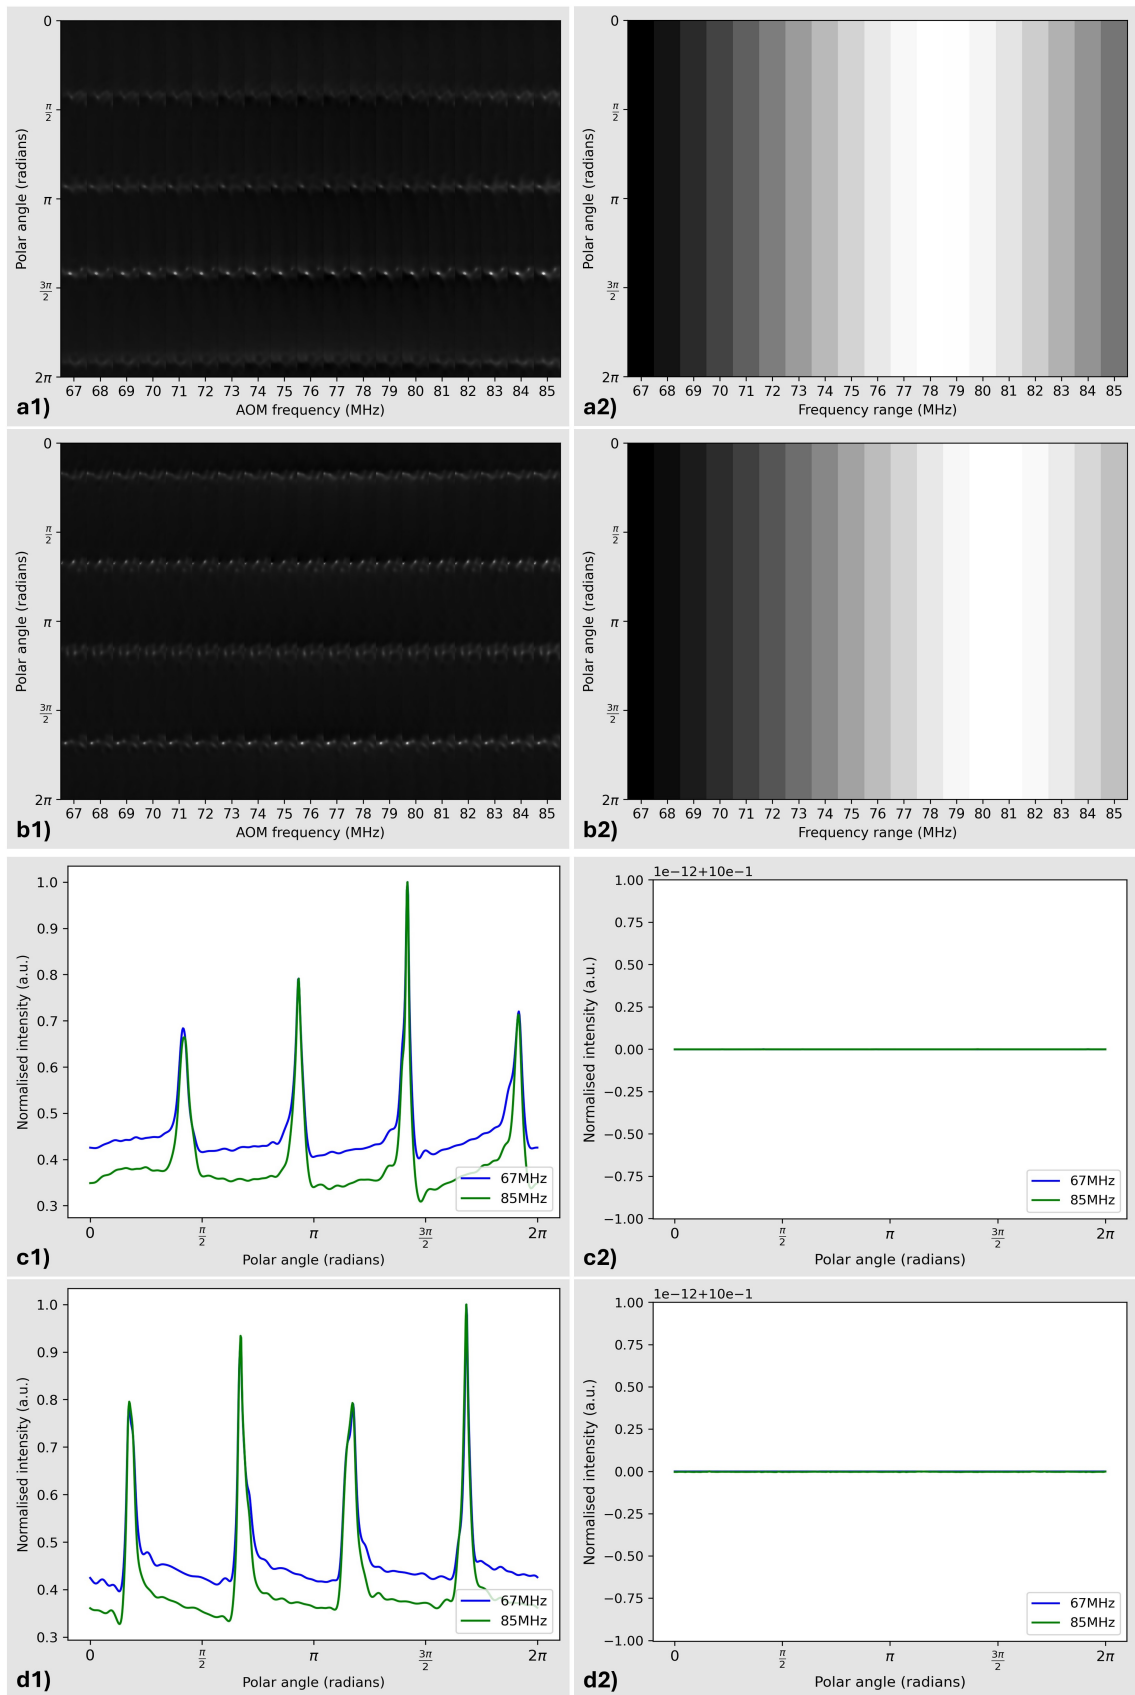 0
π/2
π
3π/2
2π
Polar angle (radians)
67 68 69 70 71 72 73 74 75 76 77 78 79 80 81 82 83 84 85
AOM frequency (MHz)
a1)
0
π/2
π
3π/2
2π
Polar angle (radians)
67 68 69 70 71 72 73 74 75 76 77 78 79 80 81 82 83 84 85
Frequency range (MHz)
a2)
0
π/2
π
3π/2
2π
Polar angle (radians)
67 68 69 70 71 72 73 74 75 76 77 78 79 80 81 82 83 84 85
AOM frequency (MHz)
b1)
0
π/2
π
3π/2
2π
Polar angle (radians)
67 68 69 70 71 72 73 74 75 76 77 78 79 80 81 82 83 84 85
Frequency range (MHz)
b2)
1.0
0.9
0.8
0.7
0.6
0.5
0.4
0.3
Normalised intensity (a.u.)
67MHz
85MHz
0 π/2 π 3π/2 2π
Polar angle (radians)
c1)
1e−12+10e−1
1.00
0.75
0.50
0.25
0.00
−0.25
−0.50
−0.75
−1.00
Normalised intensity (a.u.)
67MHz
85MHz
0 π/2 π 3π/2 2π
Polar angle (radians)
c2)
1.0
0.9
0.8
0.7
0.6
0.5
0.4
0.3
Normalised intensity (a.u.)
67MHz
85MHz
0 π/2 π 3π/2 2π
Polar angle (radians)
d1)
1e−12+10e−1
1.00
0.75
0.50
0.25
0.00
−0.25
−0.50
−0.75
−1.00
Normalised intensity (a.u.)
67MHz
85MHz
0 π/2 π 3π/2 2π
Polar angle (radians)
d2)